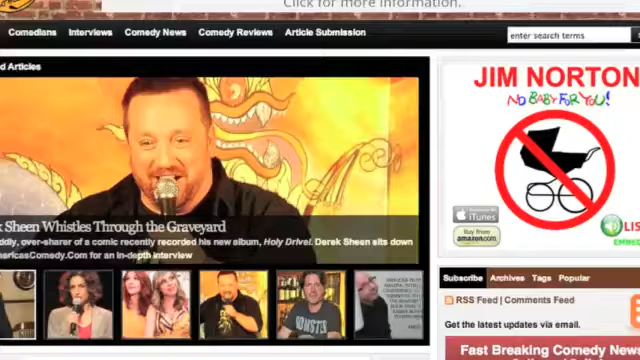 Click for more information.
Comedians Interviews Comedy News Comedy Reviews Article Submission
enter search terms
d Articles
k Sheen Whistles Through the Graveyard
ddly, over-sharer of a comic recently recorded his new album, Holy Drivel. Derek Sheen sits down
mericasComedy.Com for an in-depth interview
MONSTER
JIM NORTON
NO BABY FOR YOU!
iTunes
Buy from
amazon.com
LIS
Subscribe Archives Tags Popular
RSS Feed | Comments Feed
Get the latest updates via email.
Fast Breaking Comedy News